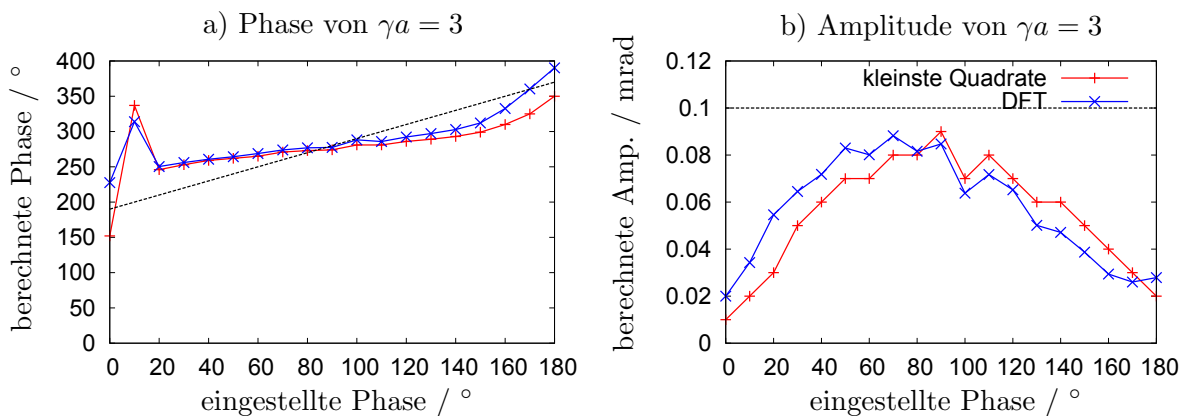 a) Phase von γa = 3
berechnete Phase / °
400
350
300
250
200
150
100
50
0
0 20 40 60 80 100 120 140 160 180
eingestellte Phase / °
b) Amplitude von γa = 3
berechnete Amp. / mrad
0.12
0.1
0.08
0.06
0.04
0.02
0
kleinste Quadrate
DFT
0 20 40 60 80 100 120 140 160 180
eingestellte Phase / °